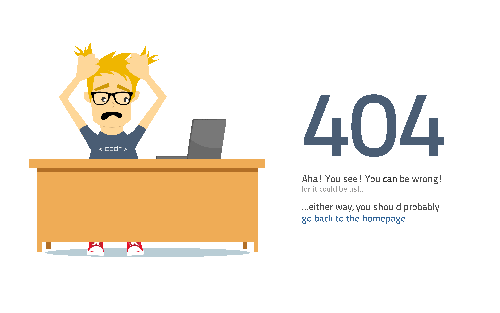 404
Aha! You see! You can be wrong!
(or it could be us)...
...either way, you should probably
go back to the homepage